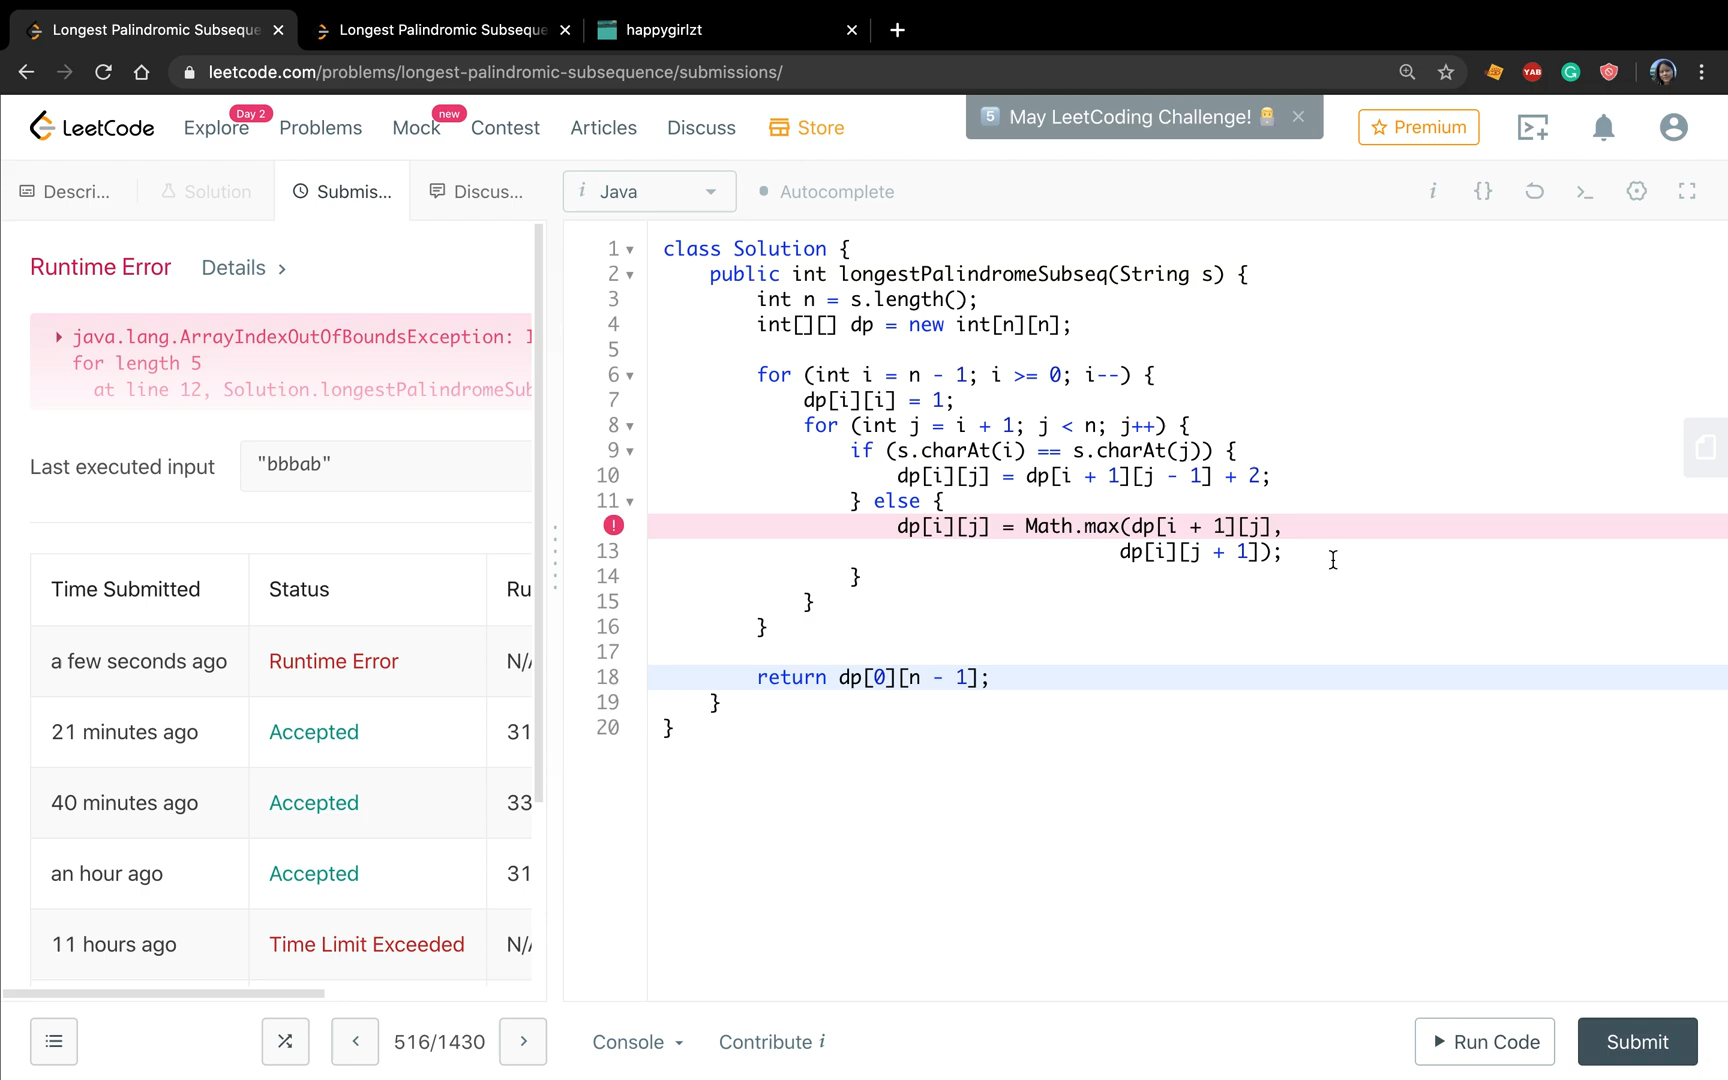 Longest Palindromic Subseque
Longest Palindromic Subseque
happygirlzt
leetcode.com/problems/longest-palindromic-subsequence/submissions/
YAB
LeetCode
Explore
Day 2
Problems
Mock
new
Contest
Articles
Discuss
Store
5 May LeetCoding Challenge!
Premium
Descri...
Solution
Submis...
Discus...
i Java
Autocomplete
i {}
Runtime Error
Details
java.lang.ArrayIndexOutOfBoundsException:
for length 5
at line 12, Solution.longestPalindromeSub
Last executed input
"bbbab"
Time Submitted Status Ru
a few seconds ago Runtime Error N/
21 minutes ago Accepted 31
40 minutes ago Accepted 33
an hour ago Accepted 31
11 hours ago Time Limit Exceeded N/
1 class Solution {
2 public int longestPalindromeSubseq(String s) {
3 int n = s.length();
4 int[][] dp = new int[n][n];
5
6 for (int i = n - 1; i >= 0; i--) {
7 dp[i][i] = 1;
8 for (int j = i + 1; j < n; j++) {
9 if (s.charAt(i) == s.charAt(j)) {
10 dp[i][j] = dp[i + 1][j - 1] + 2;
11 } else {
! dp[i][j] = Math.max(dp[i + 1][j],
13 dp[i][j + 1]);
14 }
15 }
16 }
17
18 return dp[0][n - 1];
19 }
20 }
516/1430
Console
Contribute i
Run Code
Submit